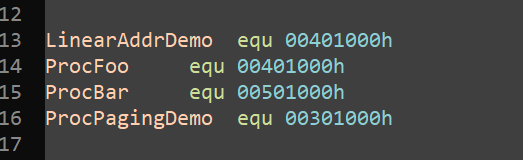 12
13 LinearAddrDemo equ 00401000h
14 ProcFoo equ 00401000h
15 ProcBar equ 00501000h
16 ProcPagingDemo equ 00301000h
17